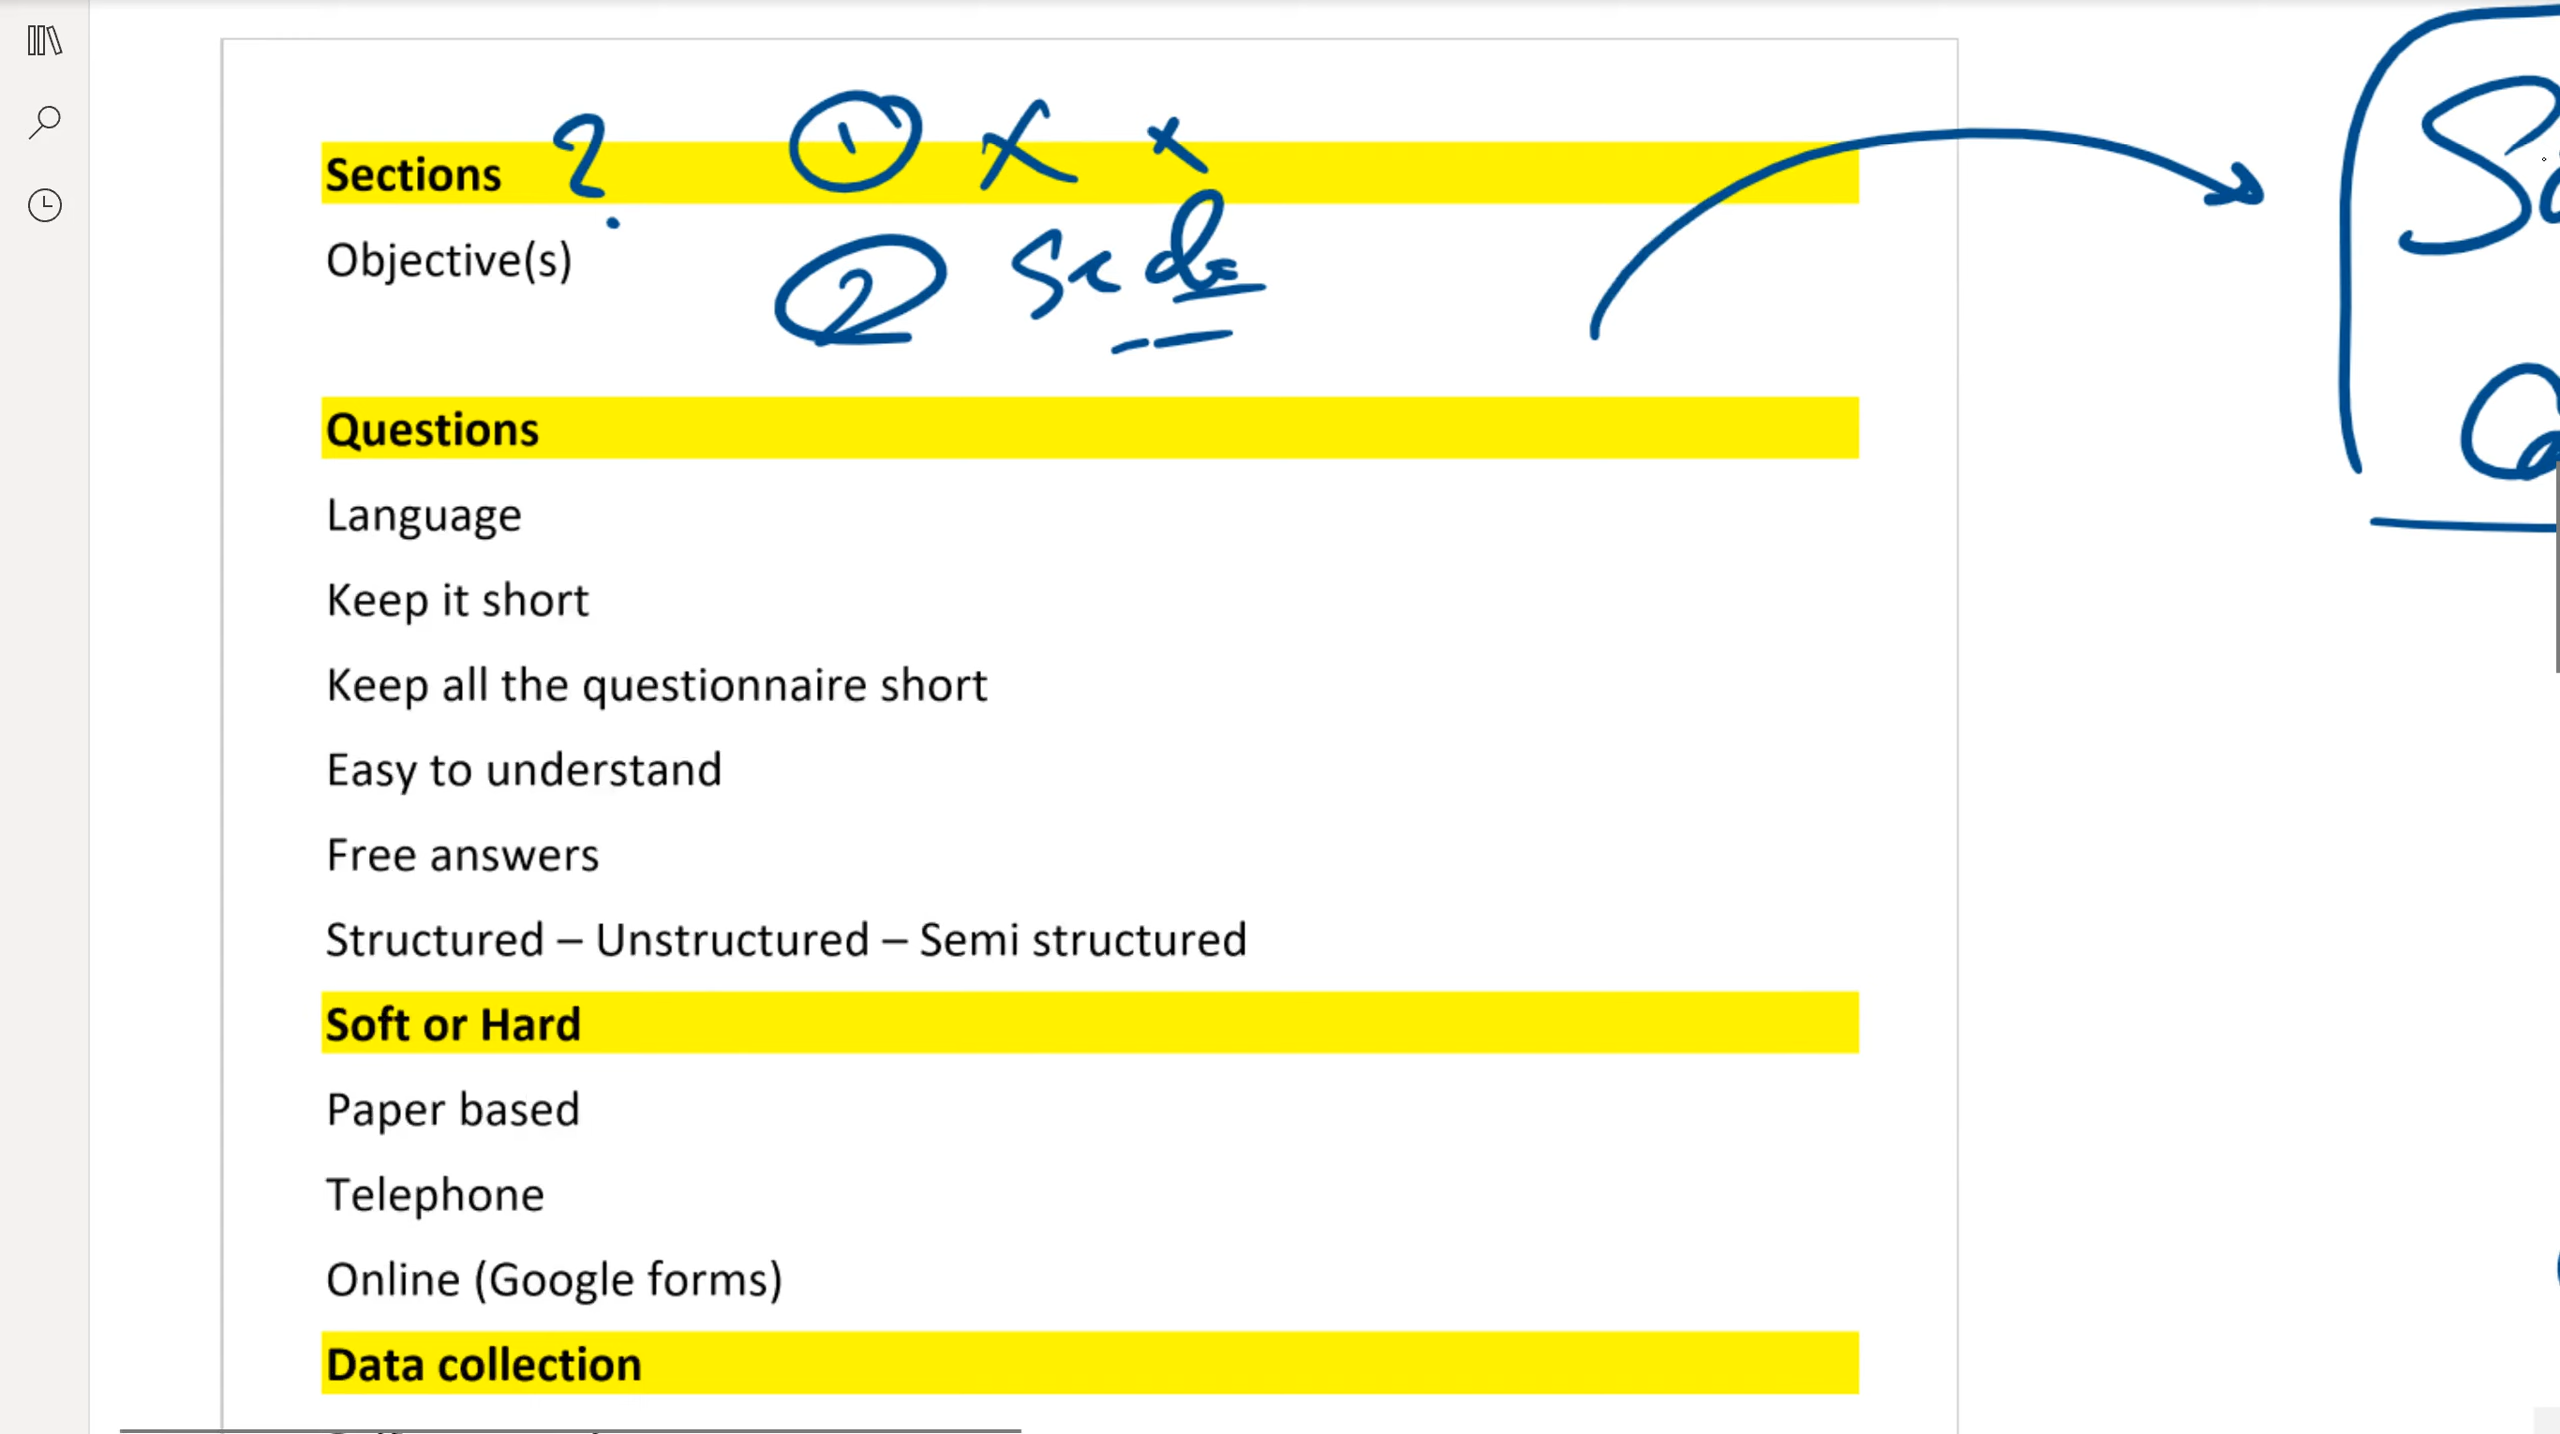 Sections ? 1 x x
Objective(s) 2
Questions
Language
Keep it short
Keep all the questionnaire short
Easy to understand
Free answers
Structured – Unstructured – Semi structured
Soft or Hard
Paper based
Telephone
Online (Google forms)
Data collection